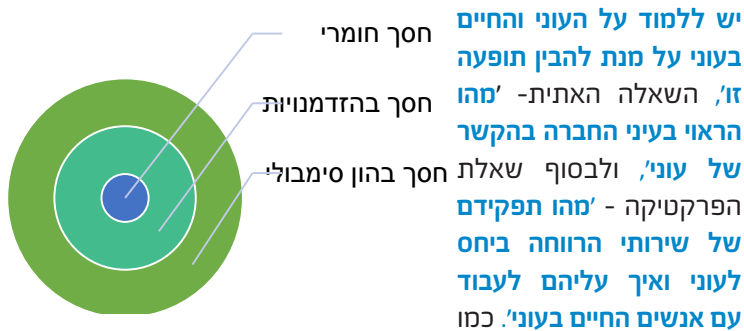 יש ללמוד על העוני והחיים
בעוני על מנת להבין תופעה
זו', השאלה האתית- 'מהו
הראוי בעיני החברה בהקשר
של עוני', ולבסוף שאלת
הפרקטיקה - 'מהו תפקידם
של שירותי הרווחה ביחס
לעוני ואיך עליהם לעבוד
עם אנשים החיים בעוני'. כמו
חסך חומרי
חסך בהזדמנויות
חסך בהון סימבולי